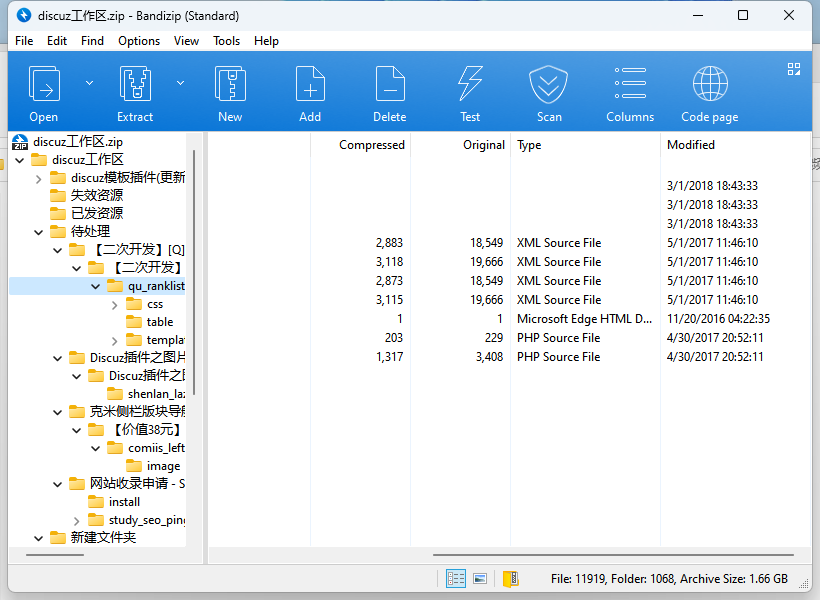 discuz工作区.zip - Bandizip (Standard)
File Edit Find Options View Tools Help
Open Extract New Add Delete Test Scan Columns Code page
discuz工作区.zip
discuz工作区
discuz模板插件(更新
失效资源
已发资源
待处理
【二次开发】[Q]
【二次开发】
qu_ranklist
css
table
templa
Discuz插件之图片
Discuz插件之图
shenlan_laz
克米侧栏版块导航
【价值38元】
comiis_left
image
网站收录申请 - S
install
study_seo_ping
新建文件夹
Compressed Original Type Modified
3/1/2018 18:43:33
3/1/2018 18:43:33
3/1/2018 18:43:33
2,883 18,549 XML Source File 5/1/2017 11:46:10
3,118 19,666 XML Source File 5/1/2017 11:46:10
2,873 18,549 XML Source File 5/1/2017 11:46:10
3,115 19,666 XML Source File 5/1/2017 11:46:10
1 1 Microsoft Edge HTML D... 11/20/2016 04:22:35
203 229 PHP Source File 4/30/2017 20:52:11
1,317 3,408 PHP Source File 4/30/2017 20:52:11
File: 11919, Folder: 1068, Archive Size: 1.66 GB